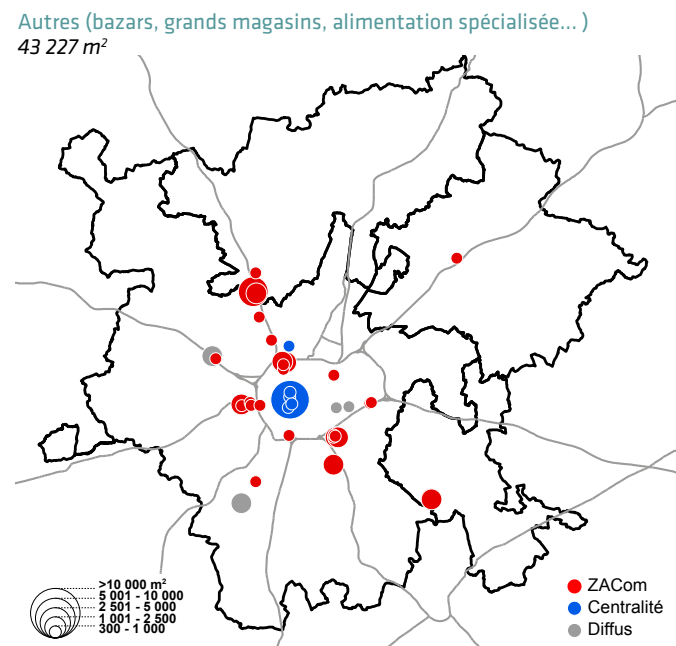 Autres (bazars, grands magasins, alimentation spécialisée... )
43 227 m²
>10 000 m²
5 001 - 10 000
2 501 - 5 000
1 001 - 2 500
300 - 1 000
ZACom
Centralité
Diffus